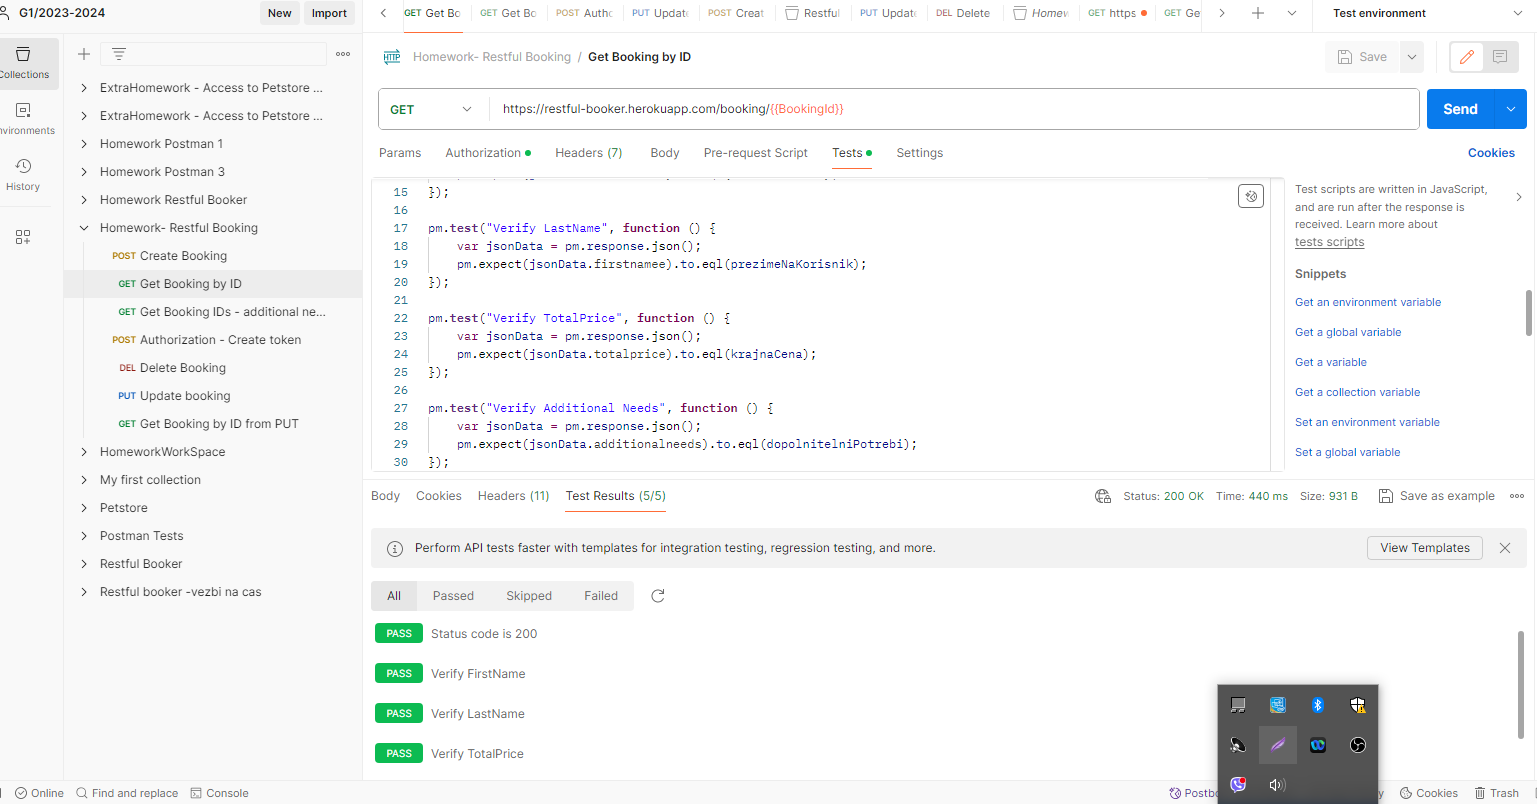 G1/2023-2024
New
Import
GET Get Bo
GET Get Bo
POST Autho
PUT Update
POST Creat
Restful
PUT Update
DEL Delete
Homew
GET https
GET Ge
Test environment
Collections
Environments
History
ExtraHomework - Access to Petstore ...
ExtraHomework - Access to Petstore ...
Homework Postman 1
Homework Postman 3
Homework Restful Booker
Homework- Restful Booking
POST Create Booking
GET Get Booking by ID
GET Get Booking IDs - additional ne...
POST Authorization - Create token
DEL Delete Booking
PUT Update booking
GET Get Booking by ID from PUT
HomeworkWorkSpace
My first collection
Petstore
Postman Tests
Restful Booker
Restful booker -vezbi na cas
HTTP Homework- Restful Booking / Get Booking by ID
Save
GET
https://restful-booker.herokuapp.com/booking/{{BookingId}}
Send
Params Authorization Headers (7) Body Pre-request Script Tests Settings
Cookies
15 });
16
17 pm.test("Verify LastName", function () {
18 var jsonData = pm.response.json();
19 pm.expect(jsonData.firstnamee).to.eql(prezimeNaKorisnik);
20 });
21
22 pm.test("Verify TotalPrice", function () {
23 var jsonData = pm.response.json();
24 pm.expect(jsonData.totalprice).to.eql(krajnaCena);
25 });
26
27 pm.test("Verify Additional Needs", function () {
28 var jsonData = pm.response.json();
29 pm.expect(jsonData.additionalneeds).to.eql(dopolnitelniPotrebi);
30 });
Test scripts are written in JavaScript,
and are run after the response is
received. Learn more about
tests scripts
Snippets
Get an environment variable
Get a global variable
Get a variable
Get a collection variable
Set an environment variable
Set a global variable
Body Cookies Headers (11) Test Results (5/5)
Status: 200 OK Time: 440 ms Size: 931 B
Save as example
Perform API tests faster with templates for integration testing, regression testing, and more.
View Templates
All Passed Skipped Failed
PASS Status code is 200
PASS Verify FirstName
PASS Verify LastName
PASS Verify TotalPrice
Online
Find and replace
Console
Postb
Cookies
Trash